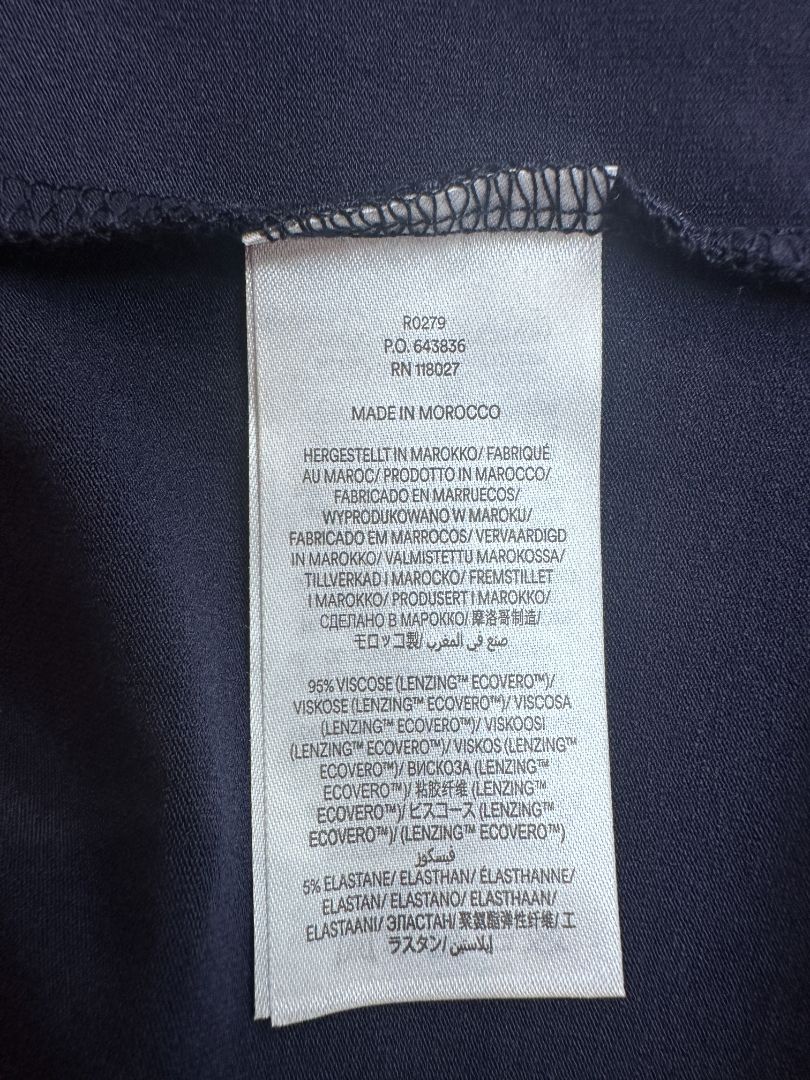 R0279
P.O. 643836
RN 118027
MADE IN MOROCCO
HERGESTELLT IN MAROKKO/ FABRIQUÉ
AU MAROC/ PRODOTTO IN MAROCCO/
FABRICADO EN MARRUECOS/
WYPRODUKOWANO W MAROKU/
FABRICADO EM MARROCOS/ VERVAARDIGD
IN MAROKKO/ VALMISTETTU MAROKOSSA/
TILLVERKAD I MAROCKO/ FREMSTILLET
I MAROKKO/ PRODUSERT I MAROKKO/
СДЕЛАНО В МАРОККО/ 摩洛哥制造/
モロッコ製/ صنع في المغرب
95% VISCOSE (LENZING™ ECOVERO™)/
VISKOSE (LENZING™ ECOVERO™)/ VISCOSA
(LENZING™ ECOVERO™)/ VISKOOSI
(LENZING™ ECOVERO™)/ VISKOS (LENZING™
ECOVERO™)/ ВИСКОЗА (LENZING™
ECOVERO™)/ 粘胶纤维 (LENZING™
ECOVERO™)/ ビスコース (LENZING™
ECOVERO™)/ (LENZING™ ECOVERO™)
فيسكوز
5% ELASTANE/ ELASTHAN/ ÉLASTHANNE/
ELASTAN/ ELASTANO/ ELASTHAAN/
ELASTAANI/ ЭЛАСТАН/ 聚氨酯弹性纤维/ エ
ラスタン/ إيلاستين